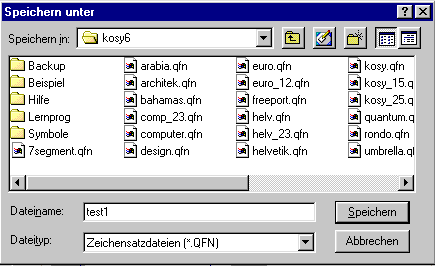 Speichern unter
Speichern in: kosy6
Backup arabia.qfn euro.qfn kosy.qfn
Beispiel architek.qfn euro_12.qfn kosy_15.q
Hilfe bahamas.qfn freeport.qfn kosy_25.q
Lernprog comp_23.qfn helv.qfn quantum.q
Symbole computer.qfn helv_23.qfn rondo.qfn
7segment.qfn design.qfn helvetik.qfn umbrella.qf
Dateiname: test1 Speichern
Dateityp: Zeichensatzdateien (*.QFN) Abbrechen